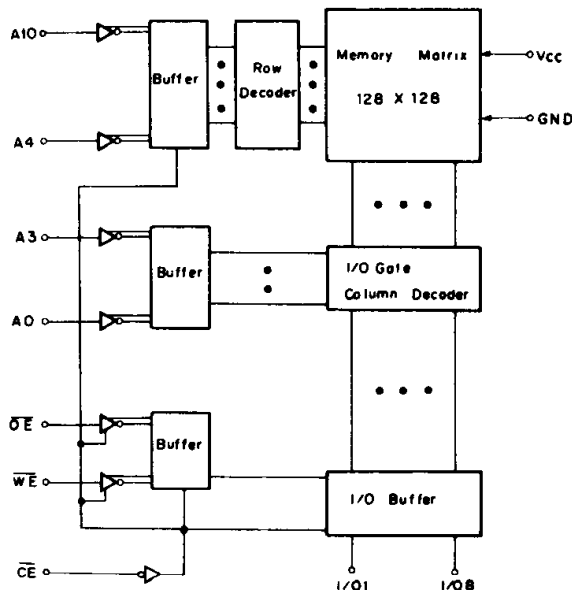 A10
Buffer
Row
Decoder
Memory Matrix
128 X 128
Vcc
GND
A4
A3
Buffer
I/O Gate
Column Decoder
A0
OE
Buffer
WE
I/O Buffer
CE
I/O1
I/O8